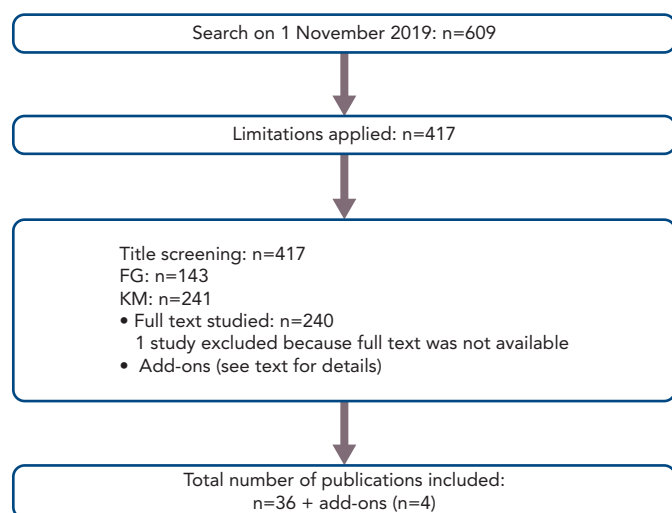 Search on 1 November 2019: n=609
Limitations applied: n=417
Title screening: n=417
FG: n=143
KM: n=241
• Full text studied: n=240
1 study excluded because full text was not available
• Add-ons (see text for details)
Total number of publications included:
n=36 + add-ons (n=4)